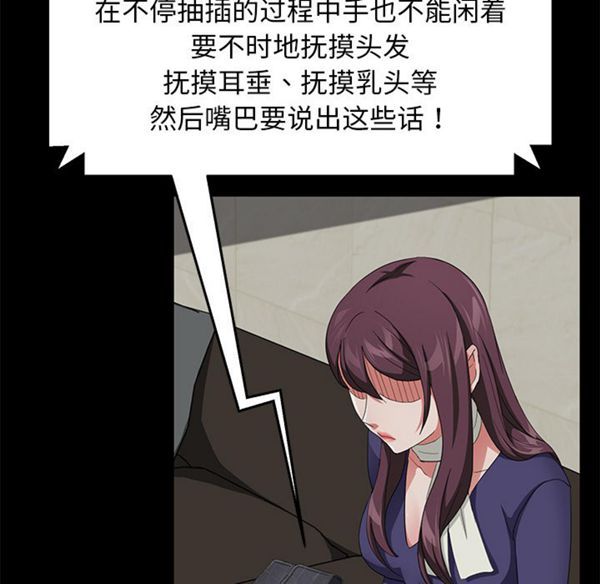 在不停抽插的过程中手也不能闲着
要不时地抚摸头发
抚摸耳垂、抚摸乳头等
然后嘴巴要说出这些话！